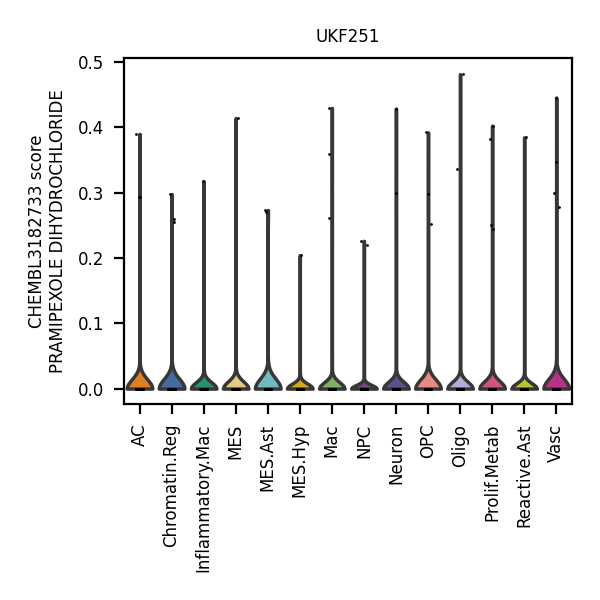 UKF251
CHEMBL3182733 score
PRAMIPEXOLE DIHYDROCHLORIDE
0.5
0.4
0.3
0.2
0.1
0.0
AC
Chromatin.Reg
Inflammatory.Mac
MES
MES.Ast
MES.Hyp
Mac
NPC
Neuron
OPC
Oligo
Prolif.Metab
Reactive.Ast
Vasc